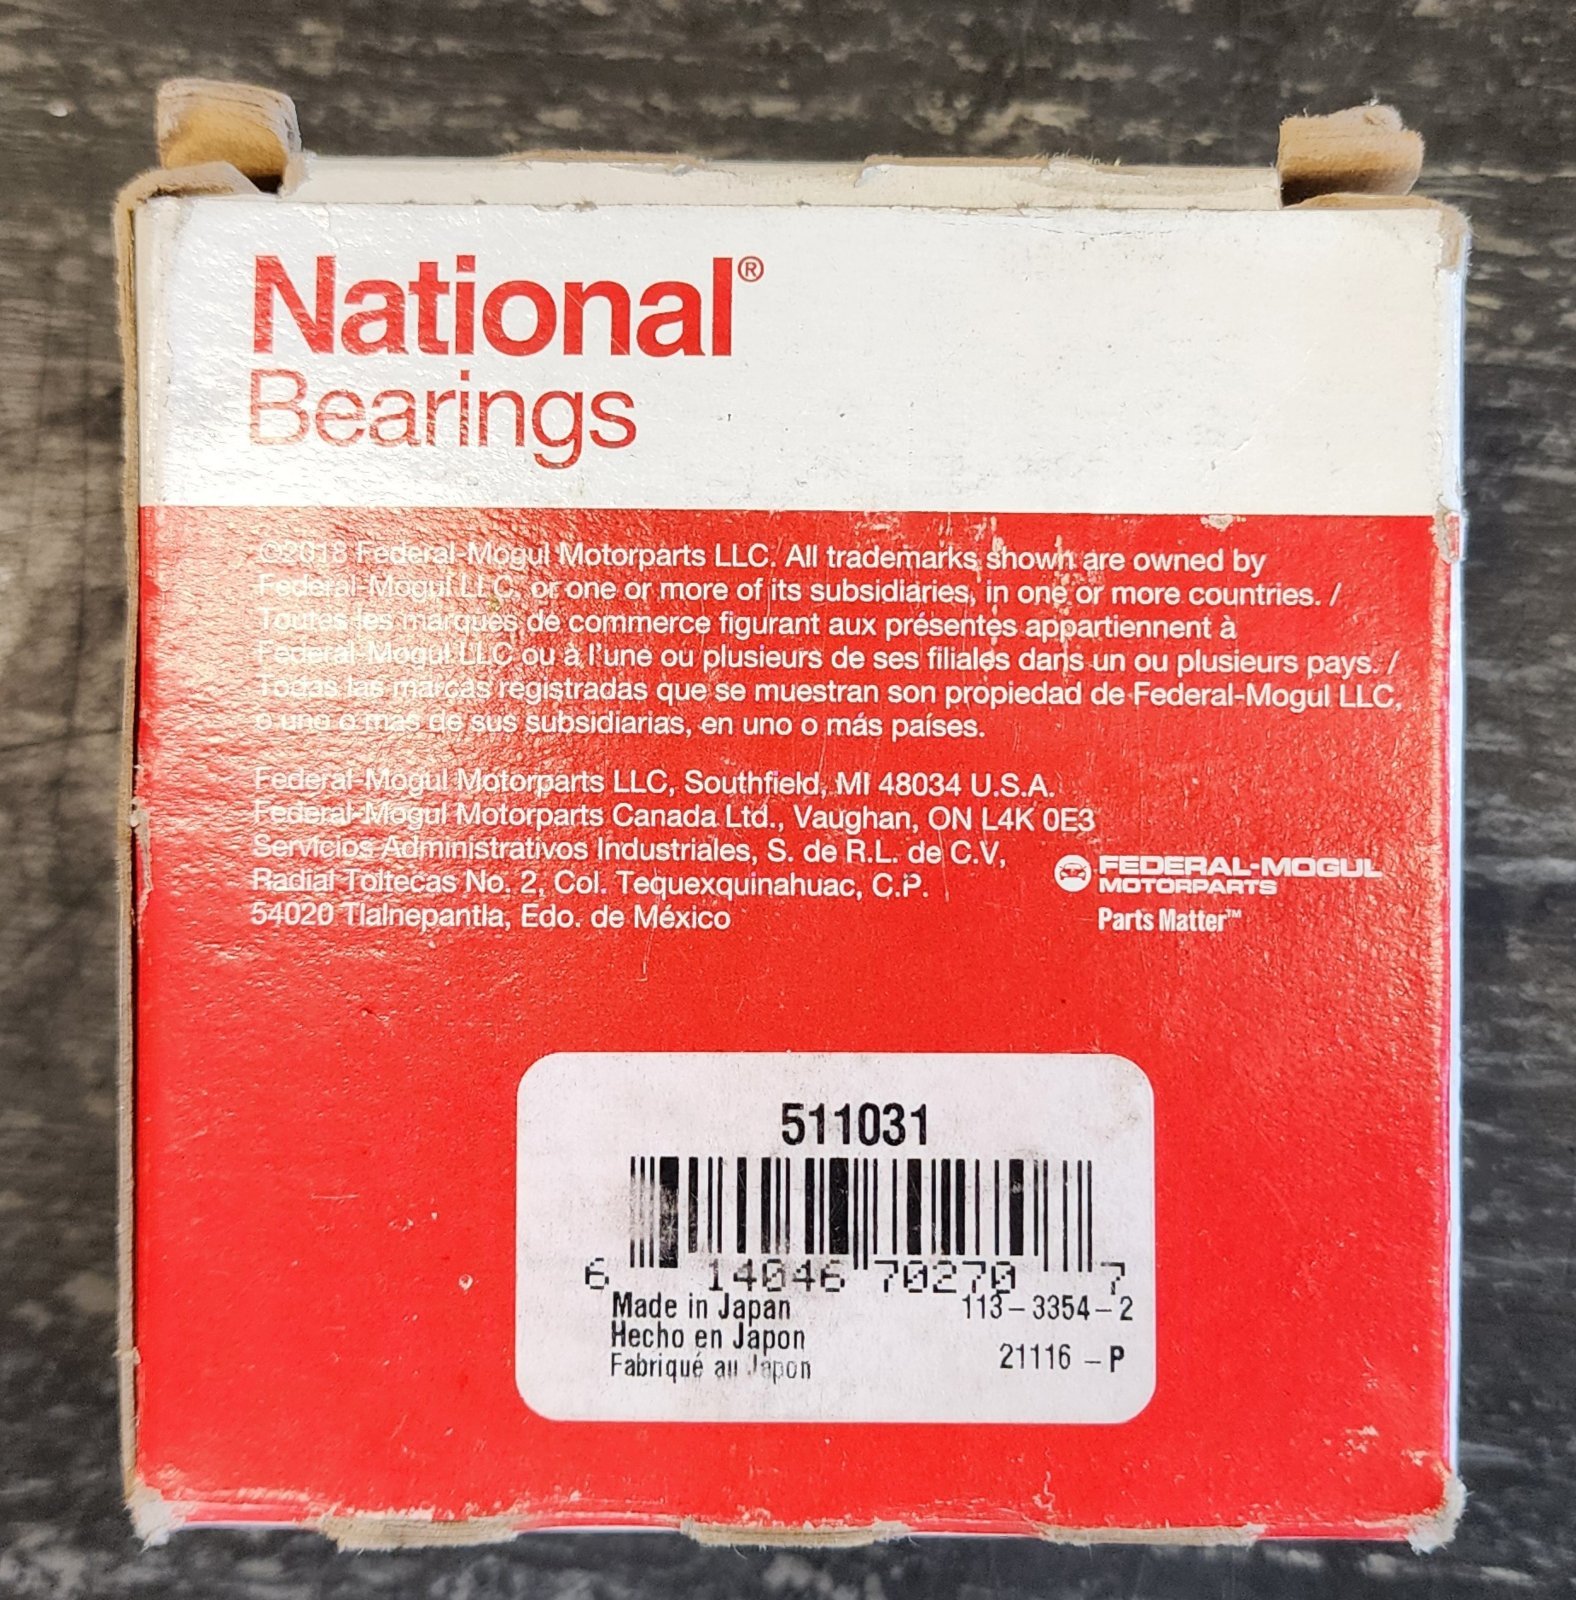 National®
Bearings
©2018 Federal-Mogul Motorparts LLC. All trademarks shown are owned by
Federal-Mogul LLC, or one or more of its subsidiaries, in one or more countries. /
Toutes les marques de commerce figurant aux présentes appartiennent à
Federal-Mogul LLC ou à l'une ou plusieurs de ses filiales dans un ou plusieurs pays. /
Todas las marcas registradas que se muestran son propiedad de Federal-Mogul LLC,
o uno o más de sus subsidiarias, en uno o más países.
Federal-Mogul Motorparts LLC, Southfield, MI 48034 U.S.A.
Federal-Mogul Motorparts Canada Ltd., Vaughan, ON L4K 0E3
Servicios Administrativos Industriales, S. de R.L. de C.V,
Radial Toltecas No. 2, Col. Tequexquinahuac, C.P.
54020 Tlalnepantla, Edo. de México
FEDERAL-MOGUL
MOTORPARTS
Parts Matter™
511031
6 14046 70270 7
Made in Japan 113-3354-2
Hecho en Japon
Fabriqué au Japon 21116 -P